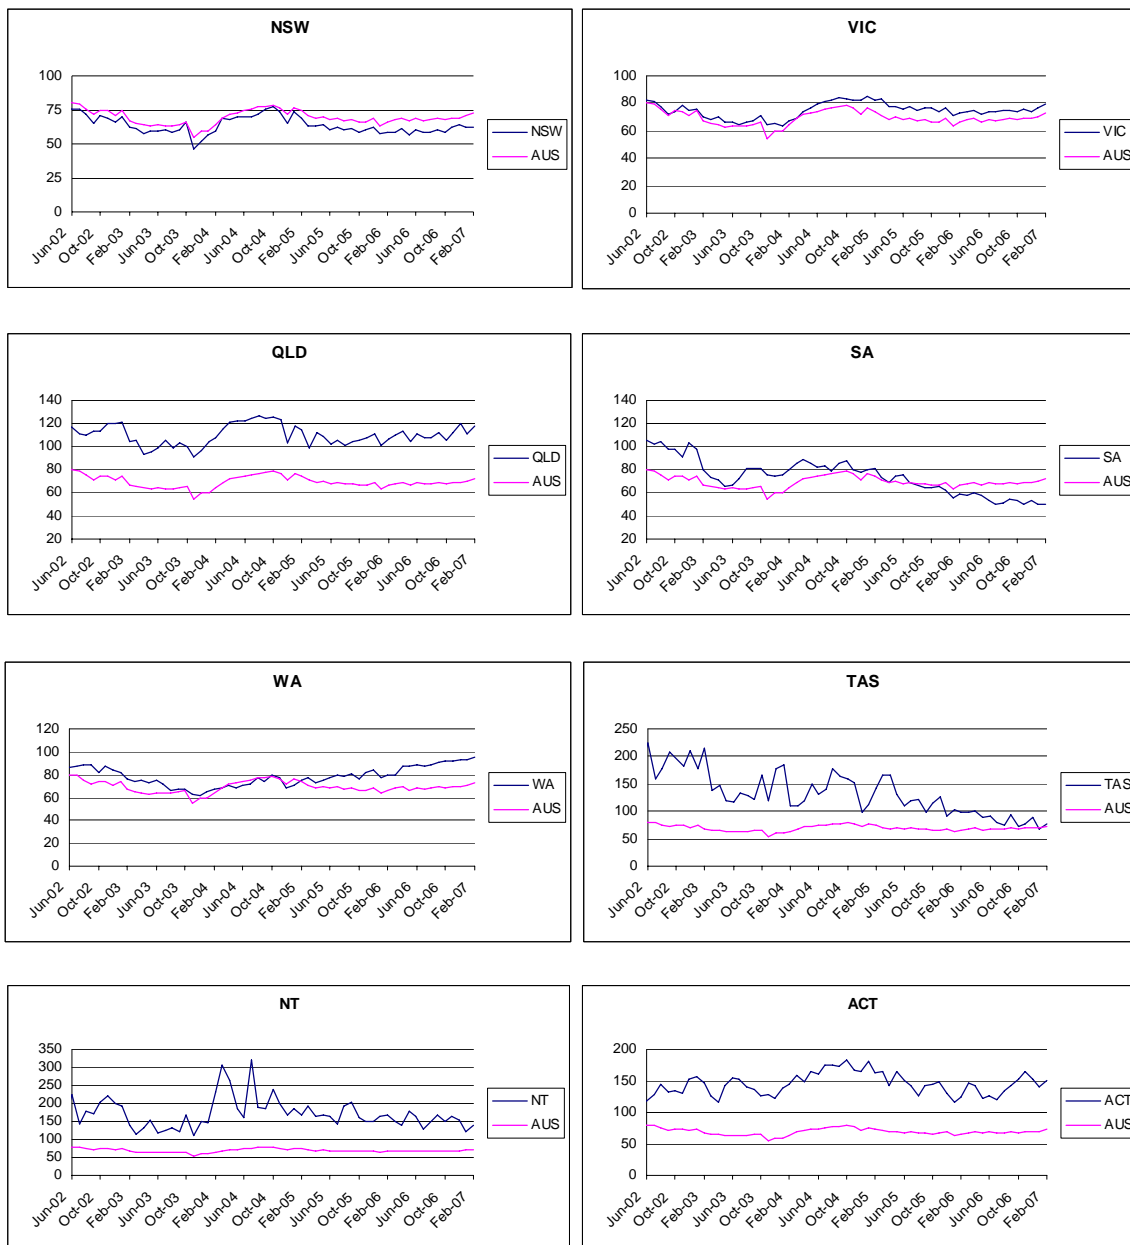 NSW
100
75
50
25
0
Jun-02
Oct-02
Feb-03
Jun-03
Oct-03
Feb-04
Jun-04
Oct-04
Feb-05
Jun-05
Oct-05
Feb-06
Jun-06
Oct-06
Feb-07
NSW
AUS
VIC
100
80
60
40
20
0
Jun-02
Oct-02
Feb-03
Jun-03
Oct-03
Feb-04
Jun-04
Oct-04
Feb-05
Jun-05
Oct-05
Feb-06
Jun-06
Oct-06
Feb-07
VIC
AUS
QLD
140
120
100
80
60
40
20
Jun-02
Oct-02
Feb-03
Jun-03
Oct-03
Feb-04
Jun-04
Oct-04
Feb-05
Jun-05
Oct-05
Feb-06
Jun-06
Oct-06
Feb-07
QLD
AUS
SA
140
120
100
80
60
40
20
Jun-02
Oct-02
Feb-03
Jun-03
Oct-03
Feb-04
Jun-04
Oct-04
Feb-05
Jun-05
Oct-05
Feb-06
Jun-06
Oct-06
Feb-07
SA
AUS
WA
120
100
80
60
40
20
0
Jun-02
Oct-02
Feb-03
Jun-03
Oct-03
Feb-04
Jun-04
Oct-04
Feb-05
Jun-05
Oct-05
Feb-06
Jun-06
Oct-06
Feb-07
WA
AUS
TAS
250
200
150
100
50
0
Jun-02
Oct-02
Feb-03
Jun-03
Oct-03
Feb-04
Jun-04
Oct-04
Feb-05
Jun-05
Oct-05
Feb-06
Jun-06
Oct-06
Feb-07
TAS
AUS
NT
350
300
250
200
150
100
50
0
Jun-02
Oct-02
Feb-03
Jun-03
Oct-03
Feb-04
Jun-04
Oct-04
Feb-05
Jun-05
Oct-05
Feb-06
Jun-06
Oct-06
Feb-07
NT
AUS
ACT
200
150
100
50
0
Jun-02
Oct-02
Feb-03
Jun-03
Oct-03
Feb-04
Jun-04
Oct-04
Feb-05
Jun-05
Oct-05
Feb-06
Jun-06
Oct-06
Feb-07
ACT
AUS